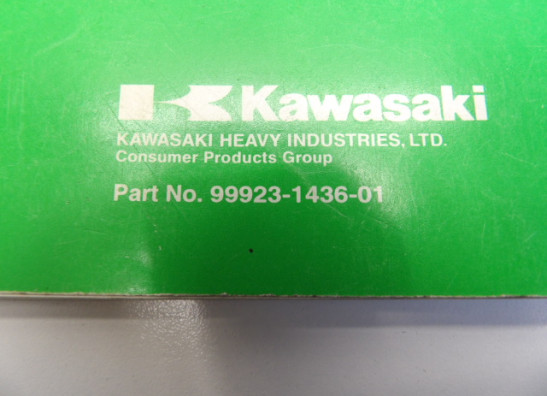 Kawasaki
KAWASAKI HEAVY INDUSTRIES, LTD.
Consumer Products Group
Part No. 99923-1436-01